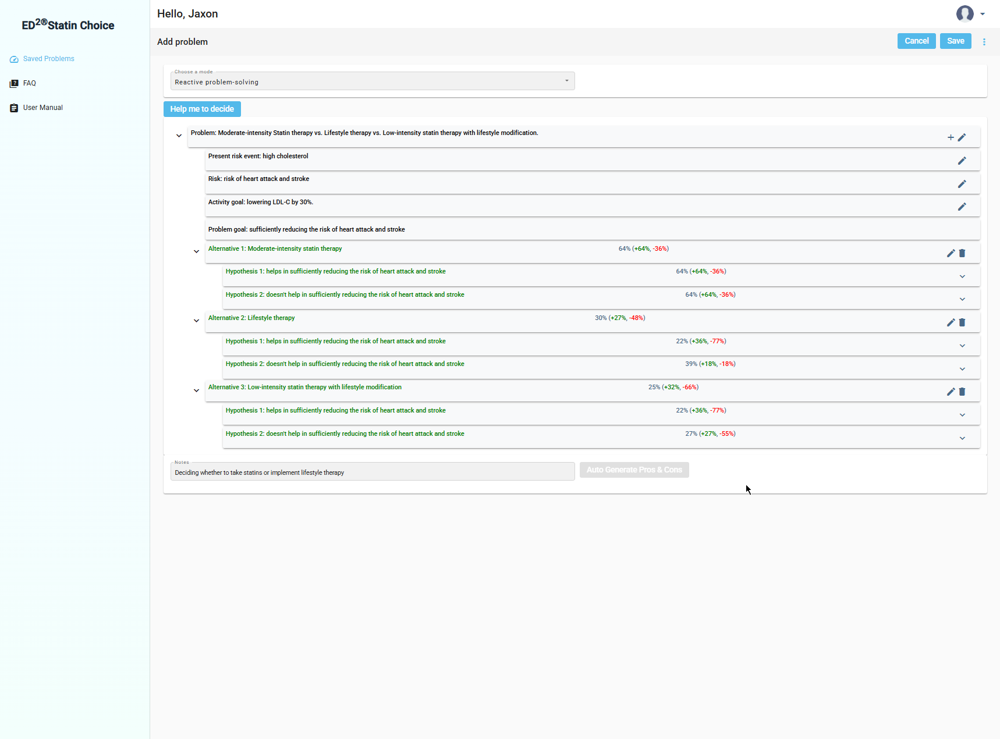 ED2®Statin Choice
Saved Problems
FAQ
User Manual
Hello, Jaxon
Add problem
Cancel
Save
Choose a mode
Reactive problem-solving
Help me to decide
Problem: Moderate-intensity Statin therapy vs. Lifestyle therapy vs. Low-intensity statin therapy with lifestyle modification.
Present risk event: high cholesterol
Risk: risk of heart attack and stroke
Activity goal: lowering LDL-C by 30%.
Problem goal: sufficiently reducing the risk of heart attack and stroke
Alternative 1: Moderate-intensity statin therapy 64% (+64%, -36%)
Hypothesis 1: helps in sufficiently reducing the risk of heart attack and stroke 64% (+64%, -36%)
Hypothesis 2: doesn't help in sufficiently reducing the risk of heart attack and stroke 64% (+64%, -36%)
Alternative 2: Lifestyle therapy 30% (+27%, -48%)
Hypothesis 1: helps in sufficiently reducing the risk of heart attack and stroke 22% (+36%, -77%)
Hypothesis 2: doesn't help in sufficiently reducing the risk of heart attack and stroke 39% (+18%, -18%)
Alternative 3: Low-intensity statin therapy with lifestyle modification 25% (+32%, -66%)
Hypothesis 1: helps in sufficiently reducing the risk of heart attack and stroke 22% (+36%, -77%)
Hypothesis 2: doesn't help in sufficiently reducing the risk of heart attack and stroke 27% (+27%, -55%)
Notes
Deciding whether to take statins or implement lifestyle therapy
Auto Generate Pros & Cons